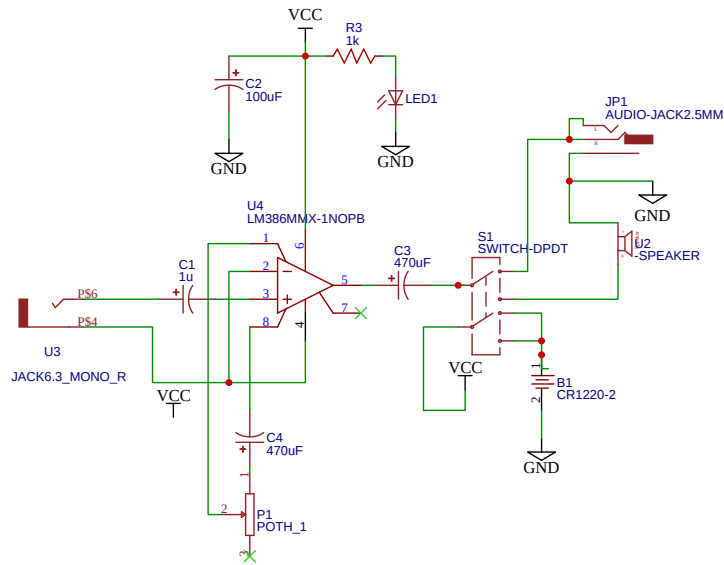 VCC
R3
1k
C2
100uF
LED1
GND
GND
JP1
AUDIO-JACK2.5MM
L
R
GND
U4
LM386MMX-1NOPB
1
6
2
3
5
7
8
4
C3
470uF
S1
SWITCH-DPDT
U2
-SPEAKER
C1
1u
P$6
P$4
U3
JACK6.3_MONO_R
VCC
VCC
1
B1
CR1220-2
2
GND
C4
470uF
1
2
P1
POTH_1
3